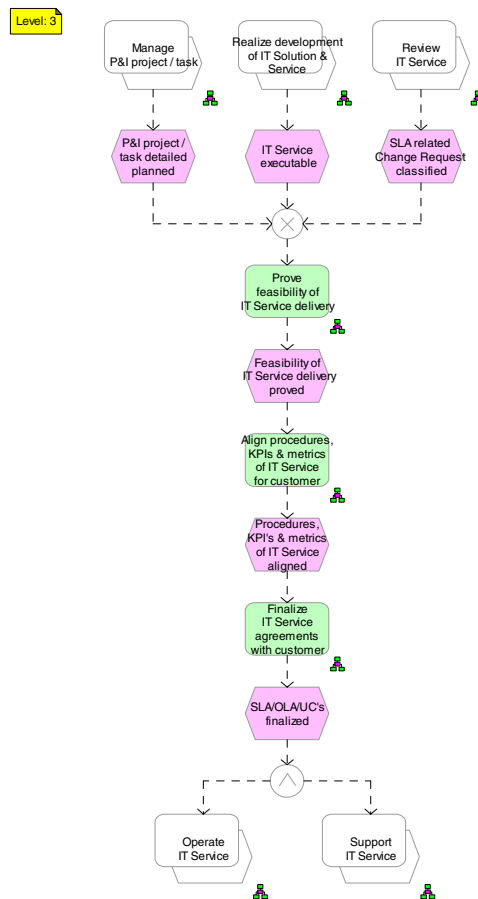 Level: 3
Manage
P&I project / task
Realize development
of IT Solution &
Service
Review
IT Service
P&I project /
task detailed
planned
IT Service
executable
SLA related
Change Request
classified
Prove
feasibility of
IT Service delivery
Feasibility of
IT Service delivery
proved
Align procedures,
KPIs & metrics
of IT Service
for customer
Procedures,
KPI's & metrics
of IT Service
aligned
Finalize
IT Service
agreements
with customer
SLA/OLA/UC's
finalized
Operate
IT Service
Support
IT Service